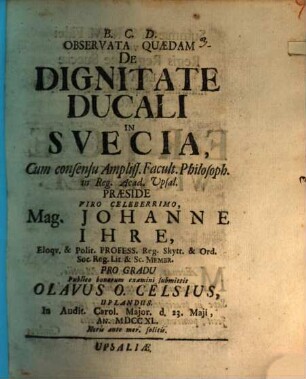 B. C. D.
OBSERVATA QUÆDAM 3-
DE
DIGNITATE
DUCALI
IN
SVECIA,
Cum consensu Ampliss. Facult. Philosoph.
in Reg. Acad. Upsal.
PRÆSIDE
VIRO CELEBERRIMO,
Mag. JOHANNE
IHRE,
Eloqv. & Polit. PROFESS. Reg. Skytt. & Ord.
Soc. Reg. Lit & Sc. MEMBR.
PRO GRADU
Publico bonorum examini submittit
OLAVUS O. CELSIUS,
UPLANDUS.
In Audit. Carol. Major. d. 23. Maji,
AN. MDCCXL.
Horis ante mer. solitis.
UPSALIÆ,